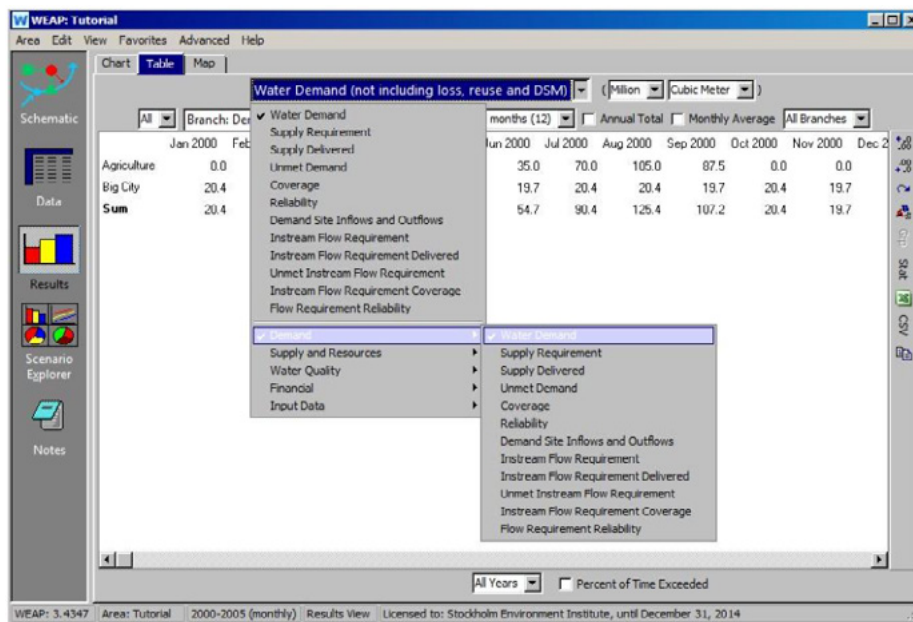 WEAP: Tutorial
Area Edit View Favorites Advanced Help
Chart Table Map
Water Demand (not including loss, reuse and DSM) ( Million Cubic Meter )
All Branch: months (12) Annual Total Monthly Average All Branches
Jan 2000 Jun 2000 Jul 2000 Aug 2000 Sep 2000 Oct 2000 Nov 2000 Dec 2
Agriculture 0.0 35.0 70.0 105.0 87.5 0.0 0.0
Big City 20.4 19.7 20.4 20.4 19.7 20.4 19.7
Sum 20.4 54.7 90.4 125.4 107.2 20.4 19.7
Water Demand
Supply Requirement
Supply Delivered
Unmet Demand
Coverage
Reliability
Demand Site Inflows and Outflows
Instream Flow Requirement
Instream Flow Requirement Delivered
Unmet Instream Flow Requirement
Instream Flow Requirement Coverage
Flow Requirement Reliability
Demand
Supply and Resources
Water Quality
Financial
Input Data
Water Demand
Supply Requirement
Supply Delivered
Unmet Demand
Coverage
Reliability
Demand Site Inflows and Outflows
Instream Flow Requirement
Instream Flow Requirement Delivered
Unmet Instream Flow Requirement
Instream Flow Requirement Coverage
Flow Requirement Reliability
Schematic
Data
Results
Scenario
Explorer
Notes
Stat
CSV
All Years Percent of Time Exceeded
WEAP: 3.4347 Area: Tutorial 2000-2005 (monthly) Results View Licensed to: Stockholm Environment Institute, until December 31, 2014